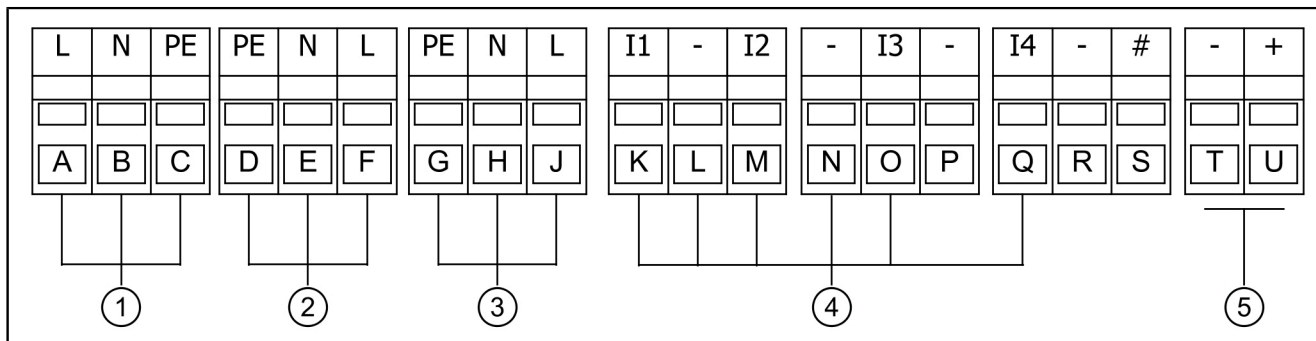 L N PE PE N L PE N L I1 - I2 - I3 - I4 - # - +
A B C D E F G H J K L M N O P Q R S T U
1 2 3 4 5